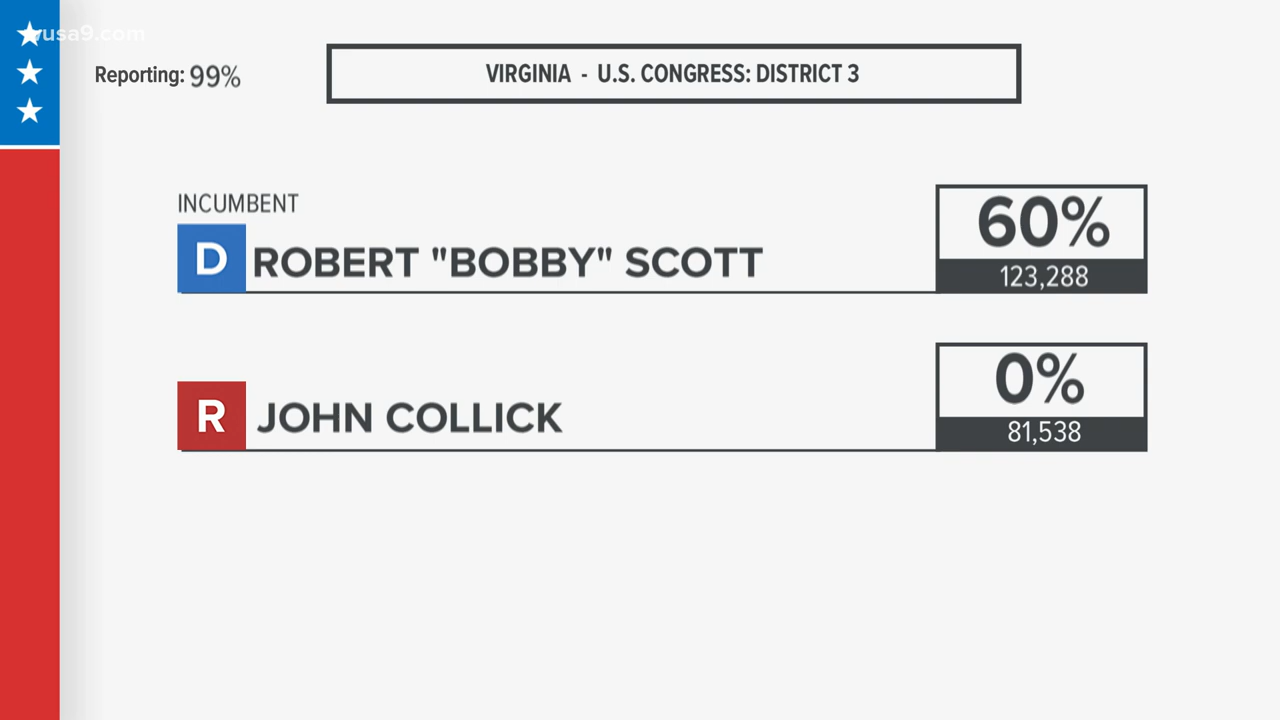 wusa9.com
Reporting: 99%
VIRGINIA - U.S. CONGRESS: DISTRICT 3
INCUMBENT
D ROBERT "BOBBY" SCOTT
60%
123,288
R JOHN COLLICK
0%
81,538